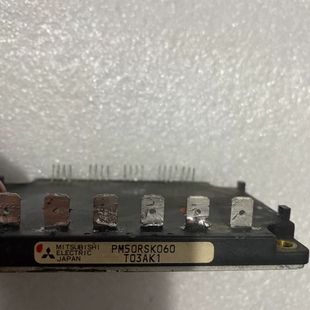 MITSUBISHI
ELECTRIC
JAPAN
PM50RSK060
T03AK1